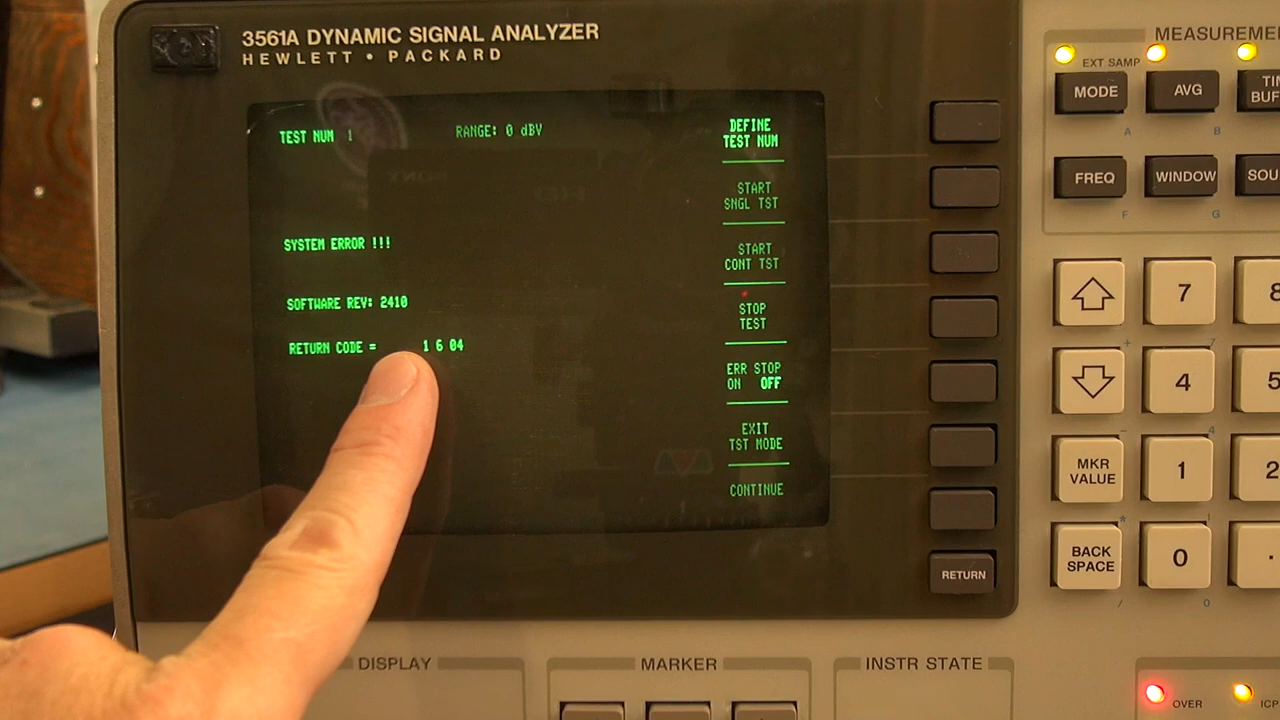 3561A DYNAMIC SIGNAL ANALYZER
HEWLETT • PACKARD
TEST NUM 1
RANGE: 0 dBV
SYSTEM ERROR !!!
SOFTWARE REV: 2410
RETURN CODE = 1 6 04
DEFINE
TEST NUM
START
SNGL TST
START
CONT TST
STOP
TEST
ERR STOP
ON OFF
EXIT
TST MODE
CONTINUE
RETURN
EXT SAMP
MODE
AVG
A
B
FREQ
WINDOW
F
G
7
8
4
5
MKR
VALUE
1
2
BACK
SPACE
0
.
DISPLAY
MARKER
INSTR STATE
OVER